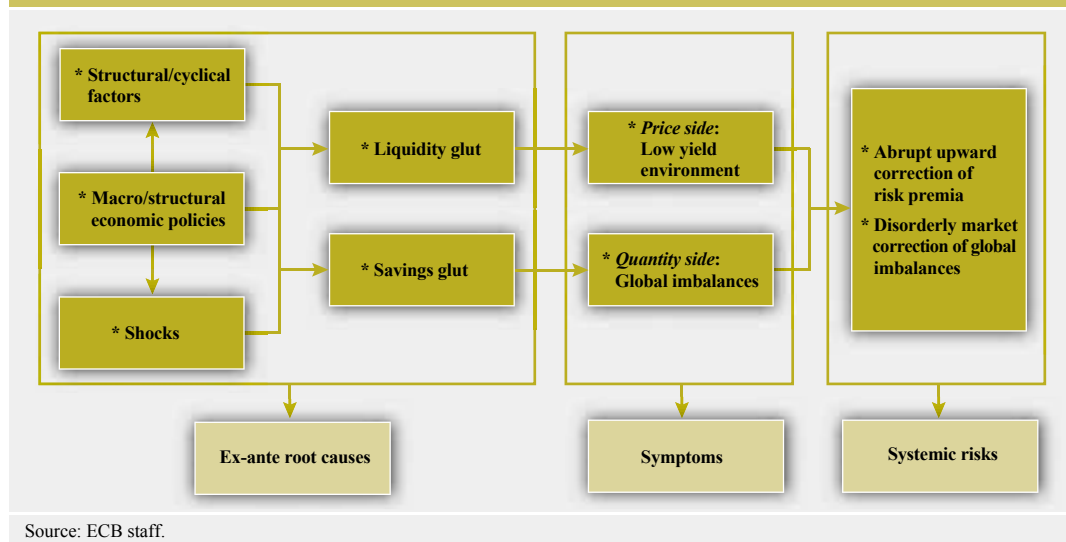 * Structural/cyclical
factors
* Macro/structural
economic policies
* Shocks
* Liquidity glut
* Savings glut
* Price side:
Low yield
environment
* Quantity side:
Global imbalances
* Abrupt upward
correction of
risk premia
* Disorderly market
correction of global
imbalances
Ex-ante root causes
Symptoms
Systemic risks
Source: ECB staff.